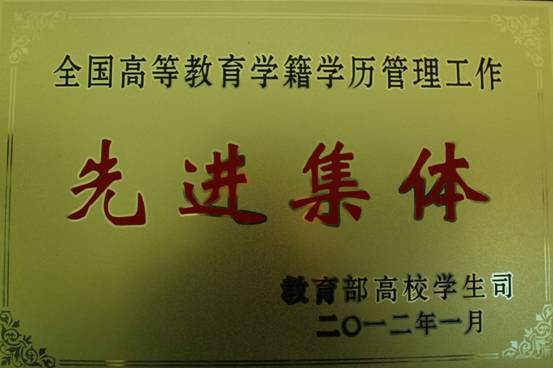 全国高等教育学籍学历管理工作
先进集体
教育部高校学生司
二〇一二年一月